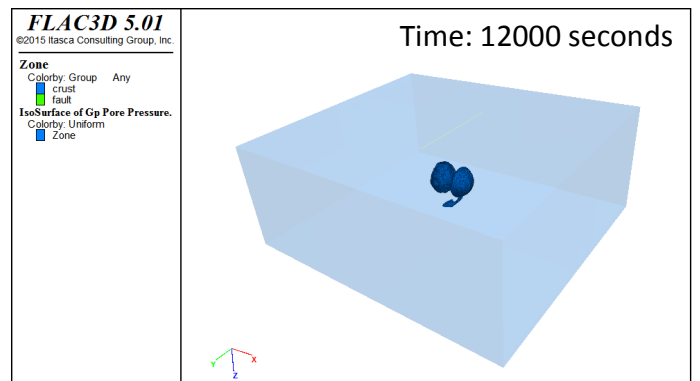 FLAC3D 5.01
©2015 Itasca Consulting Group, Inc.
Zone
Colorby: Group Any
crust
fault
IsoSurface of Gp Pore Pressure.
Colorby: Uniform
Zone
Time: 12000 seconds
Y
X
Z